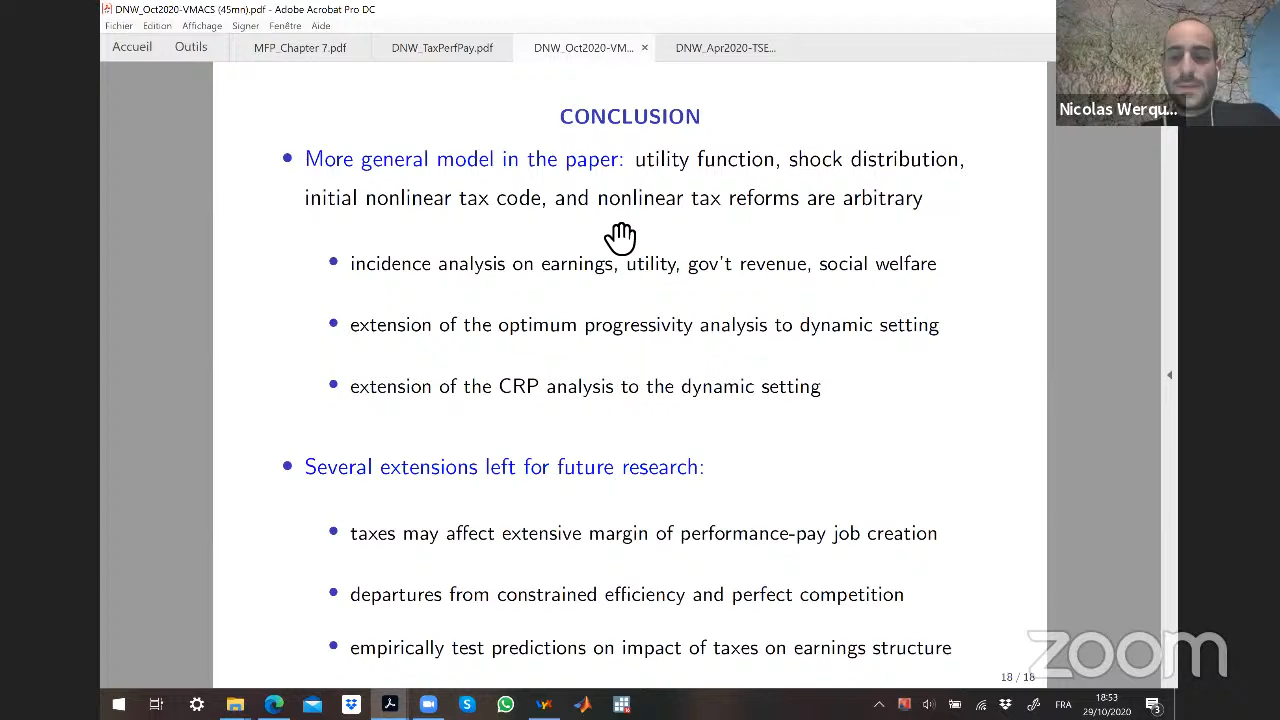 DNW_Oct2020-VMACS (45mn).pdf - Adobe Acrobat Pro DC
Fichier Edition Affichage Signer Fenêtre Aide
Accueil Outils MFP_Chapter 7.pdf DNW_TaxPerfPay.pdf DNW_Oct2020-VM... × DNW_Apr2020-TSE...
Nicolas Werqu...
CONCLUSION
• More general model in the paper: utility function, shock distribution,
initial nonlinear tax code, and nonlinear tax reforms are arbitrary
• incidence analysis on earnings, utility, gov't revenue, social welfare
• extension of the optimum progressivity analysis to dynamic setting
• extension of the CRP analysis to the dynamic setting
• Several extensions left for future research:
• taxes may affect extensive margin of performance-pay job creation
• departures from constrained efficiency and perfect competition
• empirically test predictions on impact of taxes on earnings structure
zoom
18 / 18
FRA
18:53
29/10/2020
3